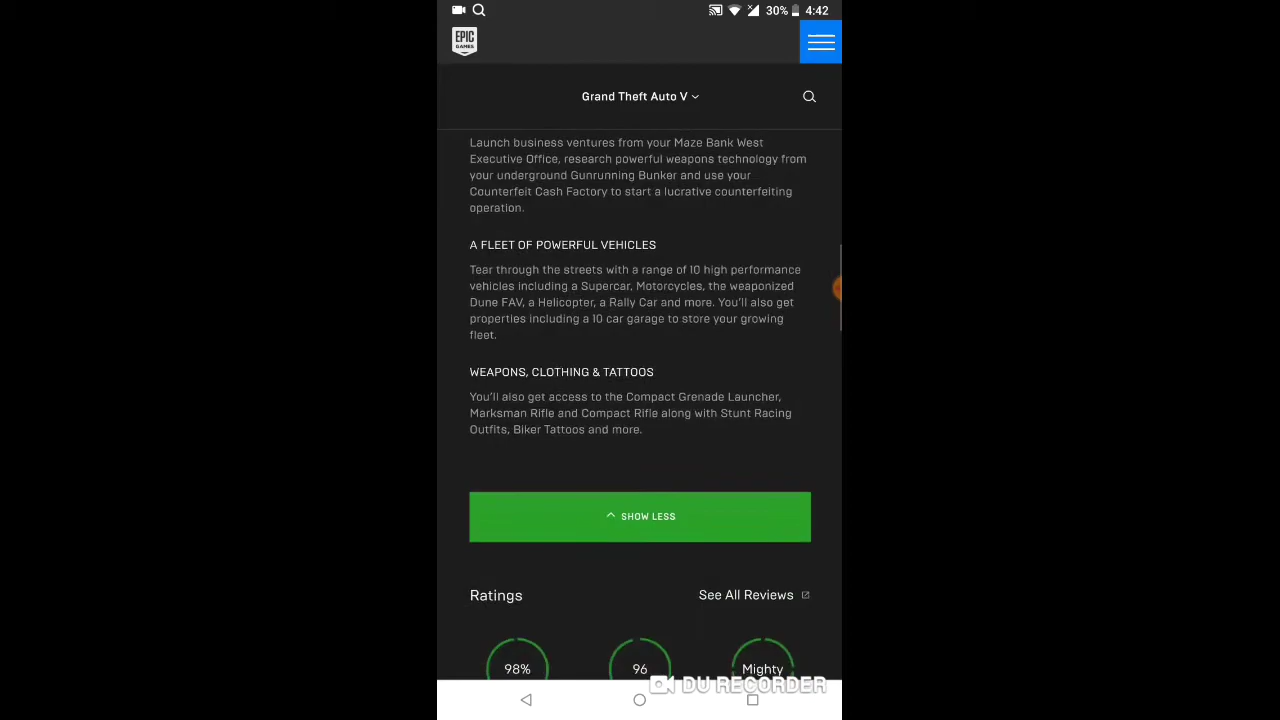 30% 4:42
EPIC
GAMES
Grand Theft Auto V
Launch business ventures from your Maze Bank West
Executive Office, research powerful weapons technology from
your underground Gunrunning Bunker and use your
Counterfeit Cash Factory to start a lucrative counterfeiting
operation.
A FLEET OF POWERFUL VEHICLES
Tear through the streets with a range of 10 high performance
vehicles including a Supercar, Motorcycles, the weaponized
Dune FAV, a Helicopter, a Rally Car and more. You'll also get
properties including a 10 car garage to store your growing
fleet.
WEAPONS, CLOTHING & TATTOOS
You'll also get access to the Compact Grenade Launcher,
Marksman Rifle and Compact Rifle along with Stunt Racing
Outfits, Biker Tattoos and more.
SHOW LESS
Ratings See All Reviews
98% 96 Mighty
DU RECORDER